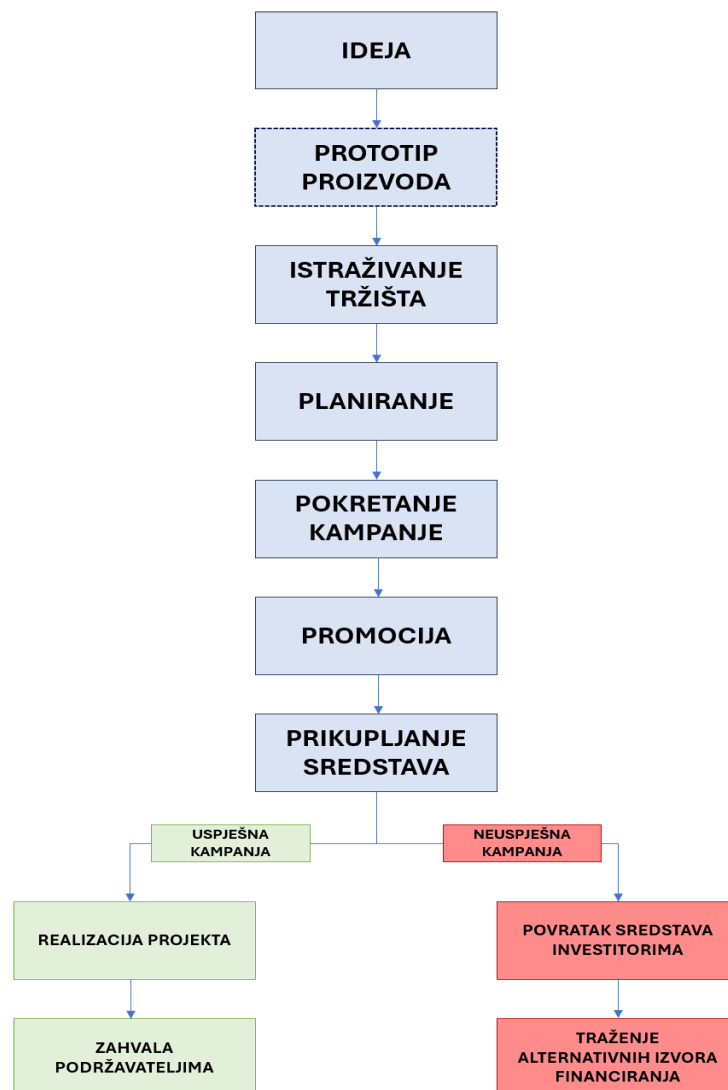 IDEJA
PROTOTIP
PROIZVODA
ISTRAŽIVANJE
TRŽIŠTA
PLANIRANJE
POKRETANJE
KAMPANJE
PROMOCIJA
PRIKUPLJANJE
SREDSTAVA
USPJEŠNA
KAMPANJA
NEUSPJEŠNA
KAMPANJA
REALIZACIJA PROJEKTA
POVRATAK SREDSTAVA
INVESTITORIMA
ZAHVALA
PODRŽAVATELJIMA
TRAŽENJE
ALTERNATIVNIH IZVORA
FINANCIRANJA